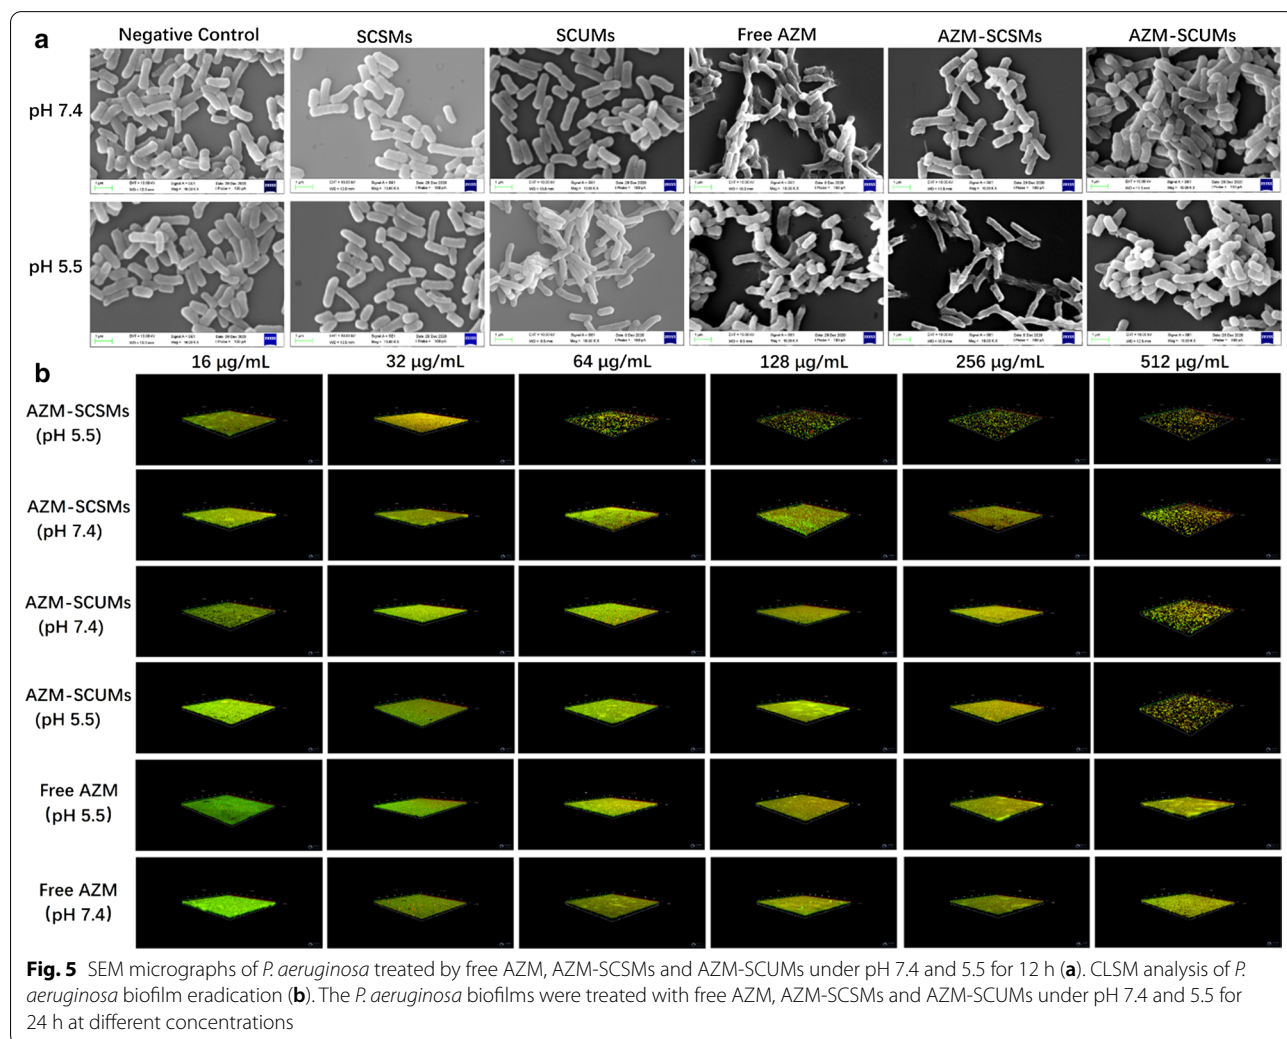 a
Negative Control SCSMs SCUMs Free AZM AZM-SCSMs AZM-SCUMs
pH 7.4
pH 5.5
b
16 µg/mL 32 µg/mL 64 µg/mL 128 µg/mL 256 µg/mL 512 µg/mL
AZM-SCSMs
(pH 5.5)
AZM-SCSMs
(pH 7.4)
AZM-SCUMs
(pH 7.4)
AZM-SCUMs
(pH 5.5)
Free AZM
(pH 5.5)
Free AZM
(pH 7.4)
Fig. 5 SEM micrographs of P. aeruginosa treated by free AZM, AZM-SCSMs and AZM-SCUMs under pH 7.4 and 5.5 for 12 h (a). CLSM analysis of P.
aeruginosa biofilm eradication (b). The P. aeruginosa biofilms were treated with free AZM, AZM-SCSMs and AZM-SCUMs under pH 7.4 and 5.5 for
24 h at different concentrations